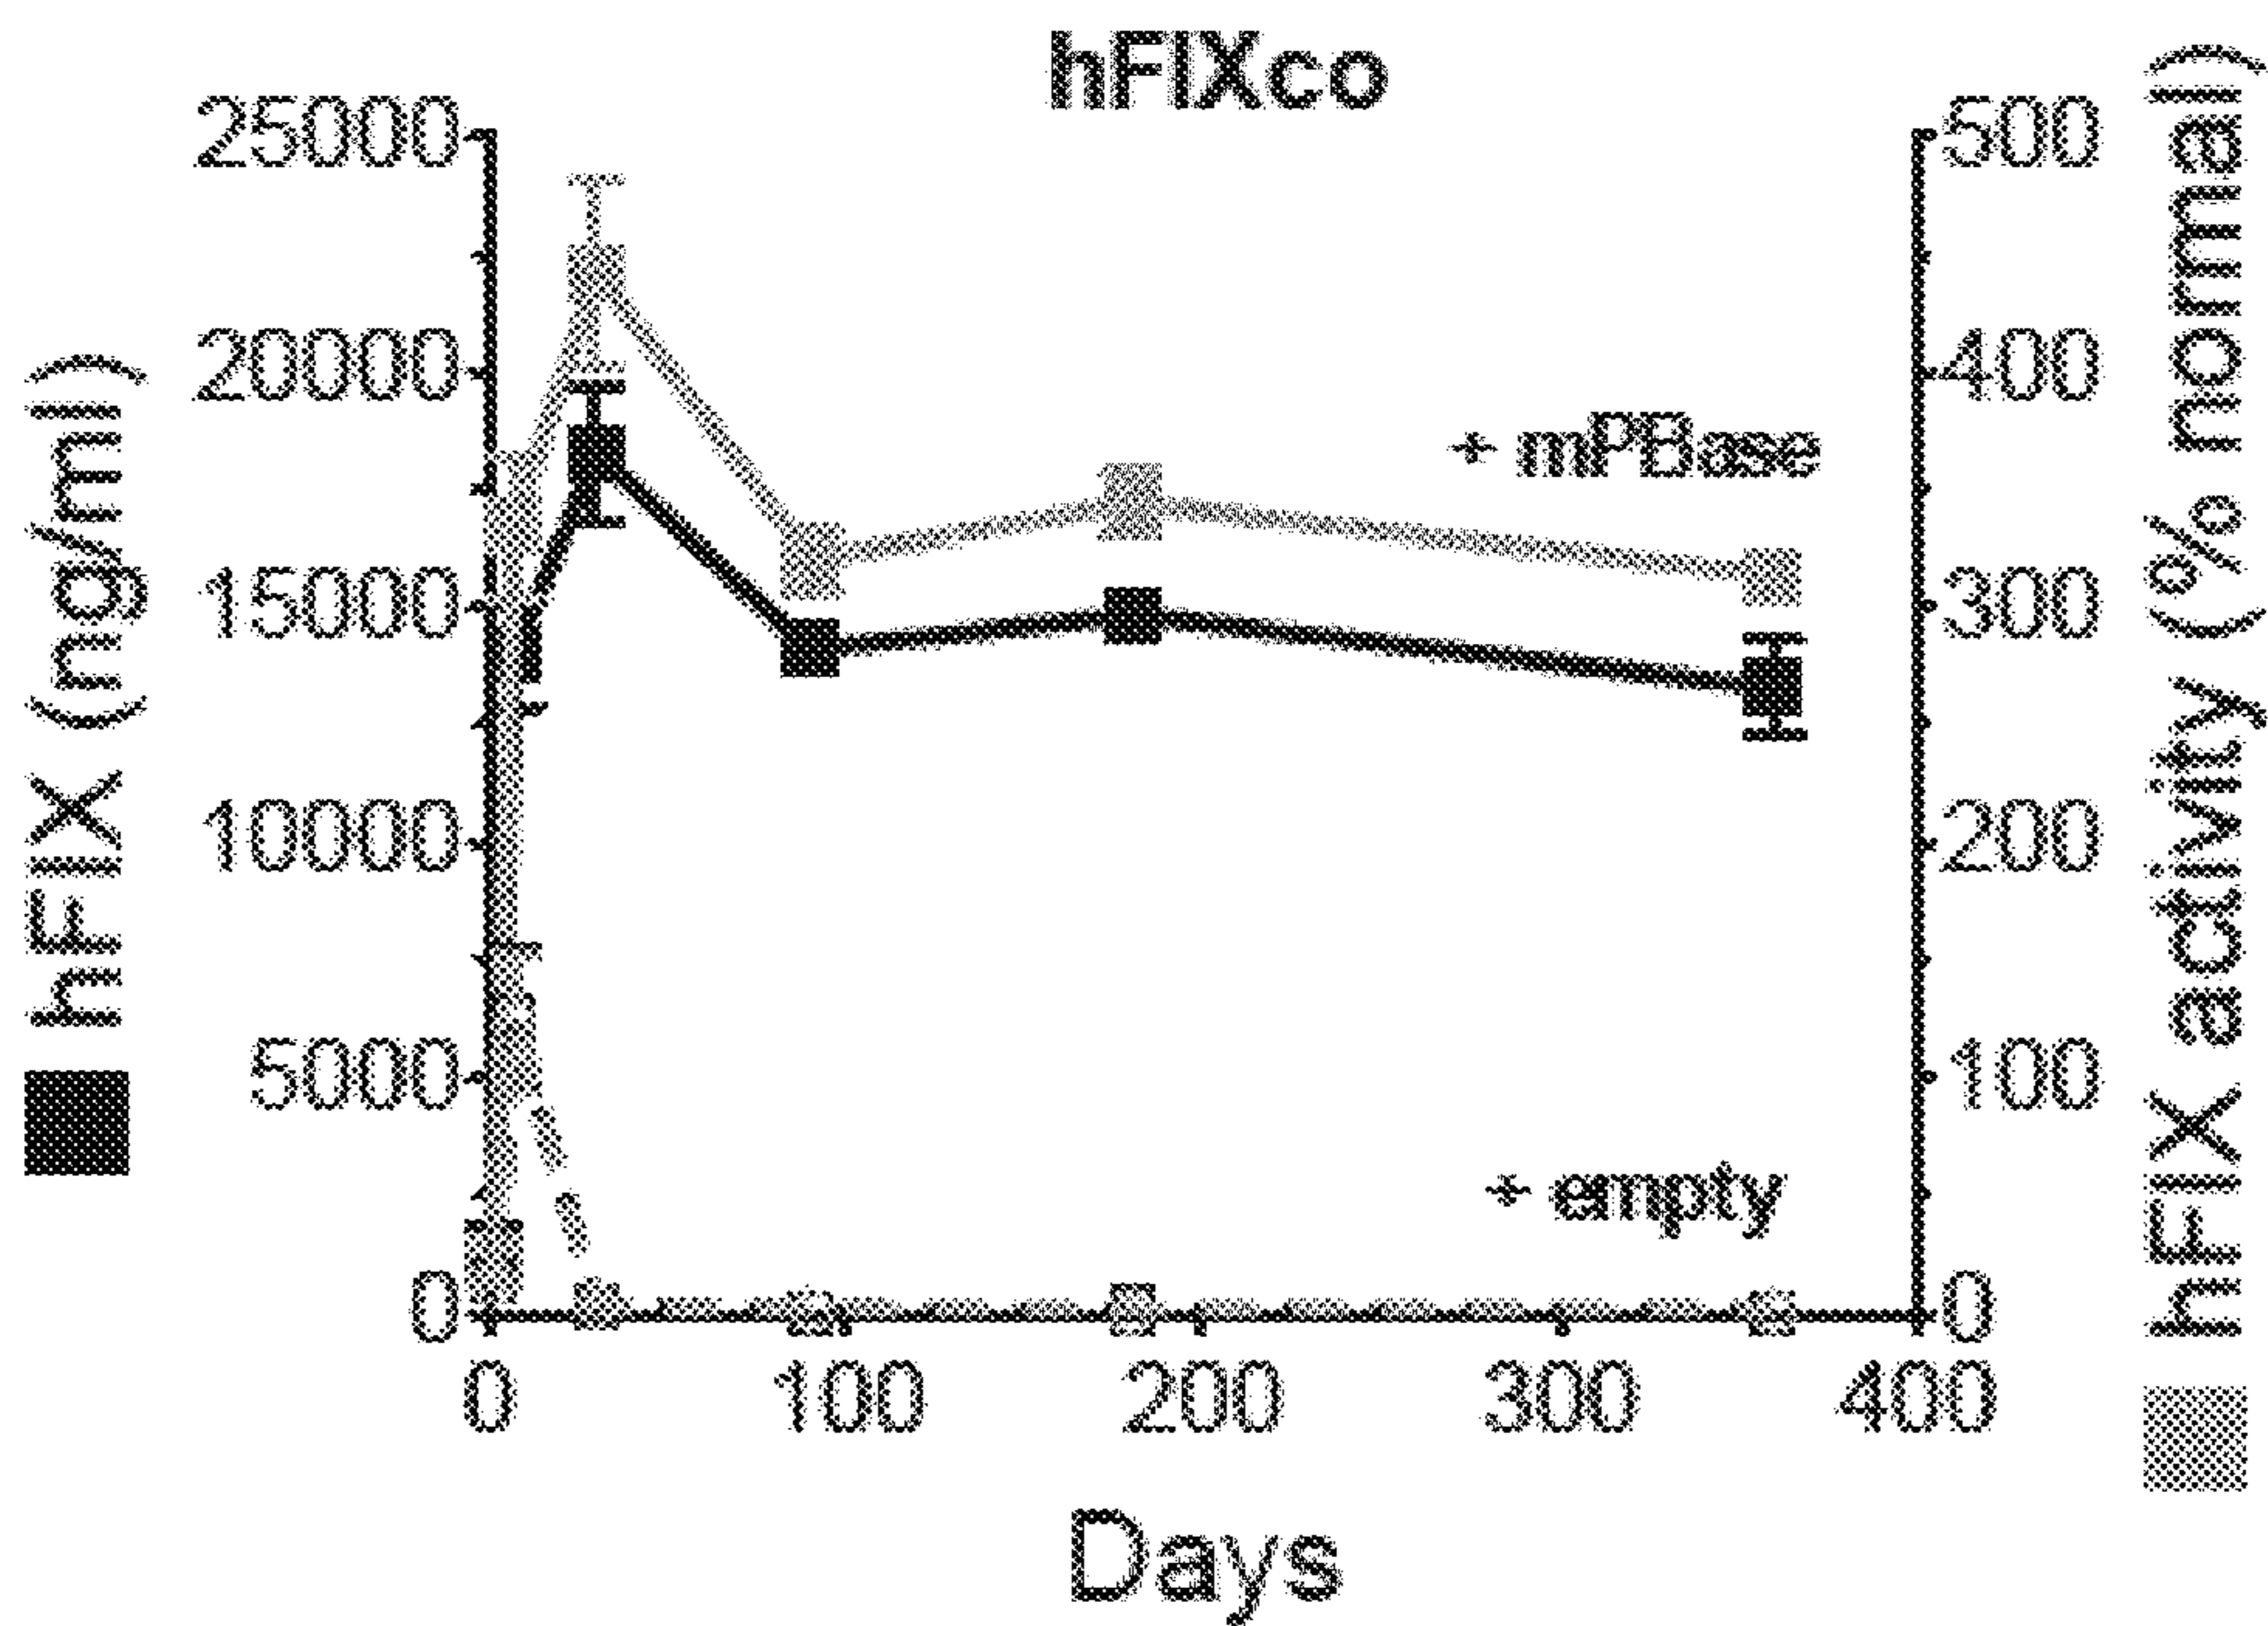 hFIXco
hFIX (ng/ml)
25000
20000
15000
10000
5000
0
500
400
300
200
100
0
hFIX activity (% normal)
+ mPBase
+ empty
0 100 200 300 400
Days